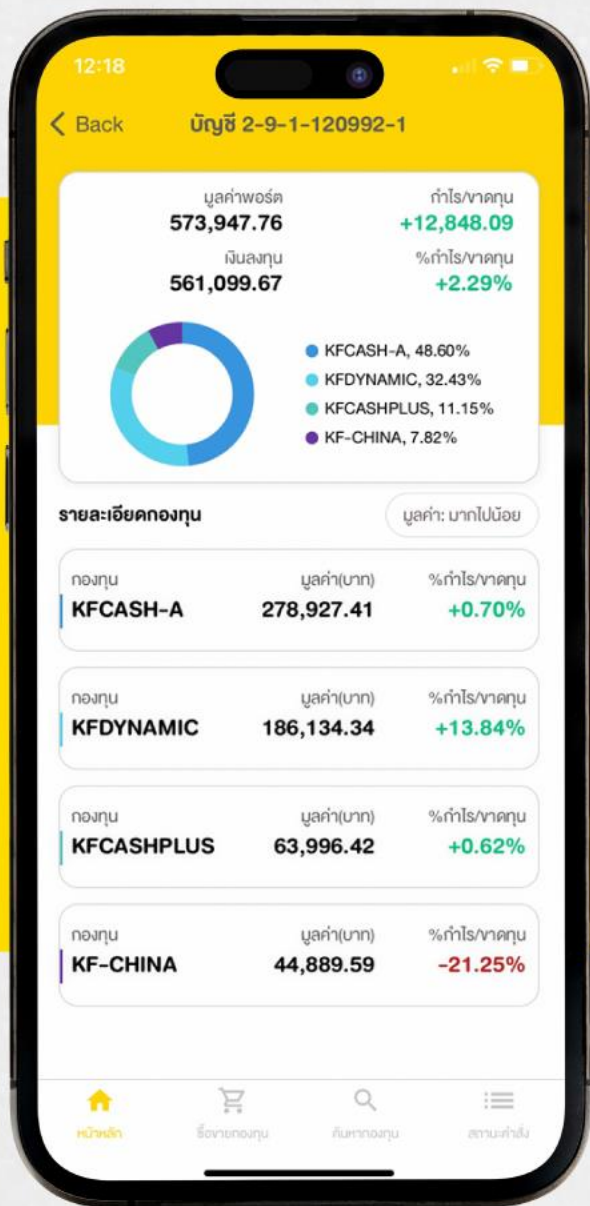 12:18
Back
บัญชี 2-9-1-120992-1
มูลค่าพอร์ต
กำไร/ขาดทุน
573,947.76
+12,848.09
เงินลงทุน
%กำไร/ขาดทุน
561,099.67
+2.29%
KFCASH-A, 48.60%
KFDYNAMIC, 32.43%
KFCASHPLUS, 11.15%
KF-CHINA, 7.82%
รายละเอียดกองทุน
มูลค่า: มากไปน้อย
กองทุน มูลค่า(บาท) %กำไร/ขาดทุน
KFCASH-A 278,927.41 +0.70%
กองทุน มูลค่า(บาท) %กำไร/ขาดทุน
KFDYNAMIC 186,134.34 +13.84%
กองทุน มูลค่า(บาท) %กำไร/ขาดทุน
KFCASHPLUS 63,996.42 +0.62%
กองทุน มูลค่า(บาท) %กำไร/ขาดทุน
KF-CHINA 44,889.59 -21.25%
หน้าหลัก ซื้อขายกองทุน ค้นหากองทุน สถานะคำสั่ง